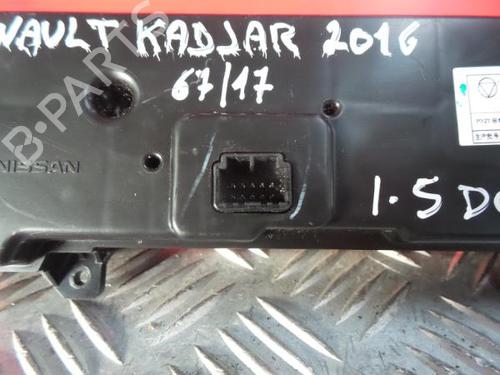 NAULT KADJAR 2016
67/17
B-PARTS
NISSAN
1.5 DC